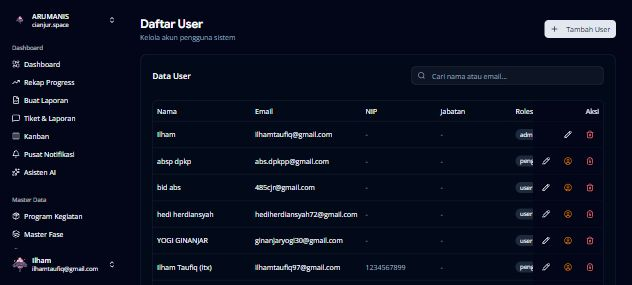 ARUMANIS
cianjur.space
Dashboard
Dashboard
Rekap Progress
Buat Laporan
Tiket & Laporan
Kanban
Pusat Notifikasi
Asisten AI
Master Data
Program Kegiatan
Master Fase
Ilham
ilhamtaufiq@gmail.com
Daftar User
Kelola akun pengguna sistem
+ Tambah User
Data User
Cari nama atau email...
Nama Email NIP Jabatan Roles Aksi
Ilham ilhamtaufiq@gmail.com - - adm
absp dpkp abs.dpkpp@gmail.com - - peng
bid abs 485cjr@gmail.com - - user
hedi herdiansyah hediherdiansyah72@gmail.com - - user
YOGI GINANJAR ginanjaryogi30@gmail.com - - user
Ilham Taufiq (itx) ilhamtaufiq97@gmail.com 1234567899 - peng